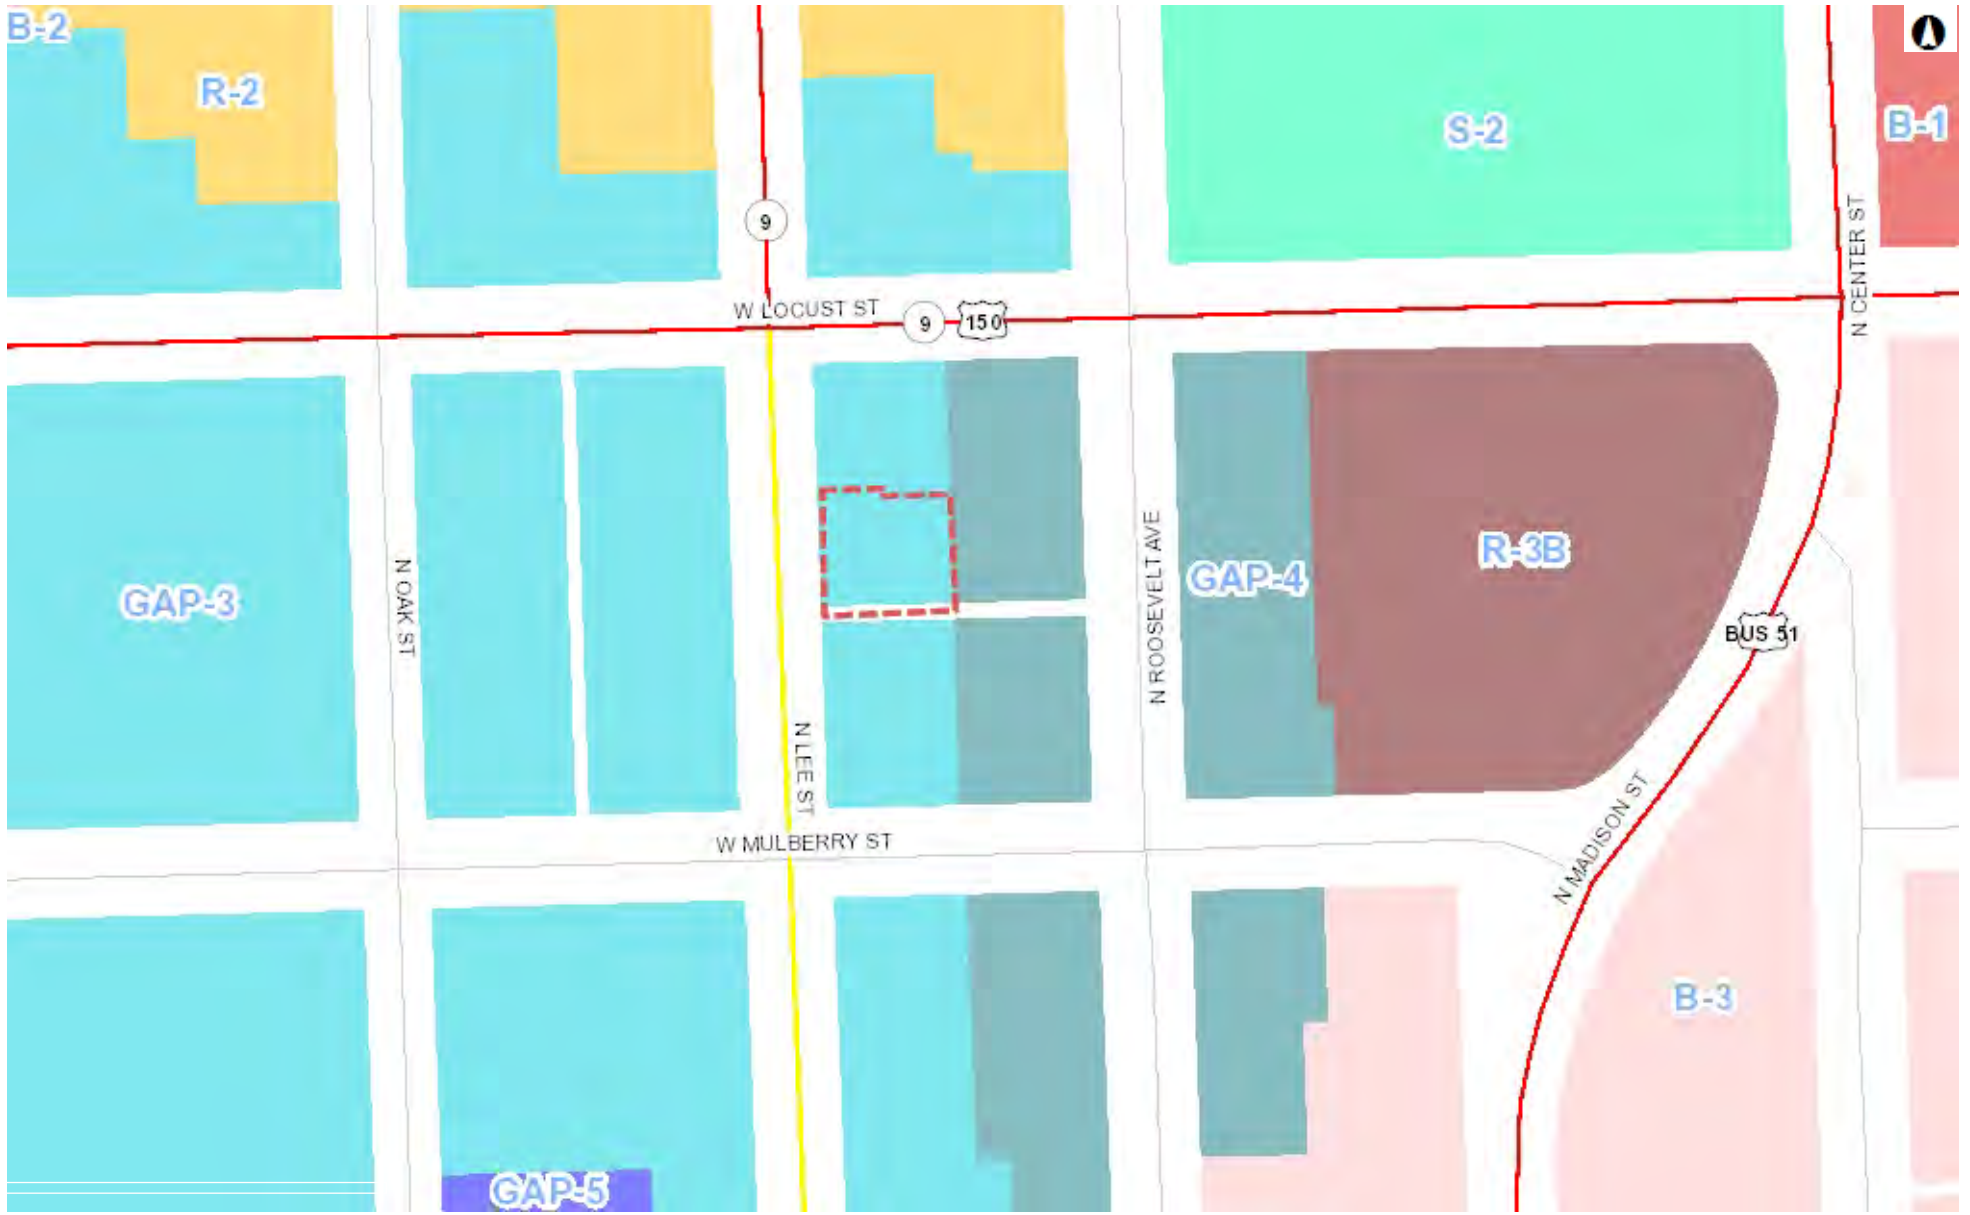 B-2
R-2
S-2
B-1
9
N CENTER ST
W LOCUST ST
9
150
N OAK ST
GAP-3
N ROOSEVELT AVE
GAP-4
R-3B
BUS 51
N LEE ST
W MULBERRY ST
N MADISON ST
B-3
GAP-5